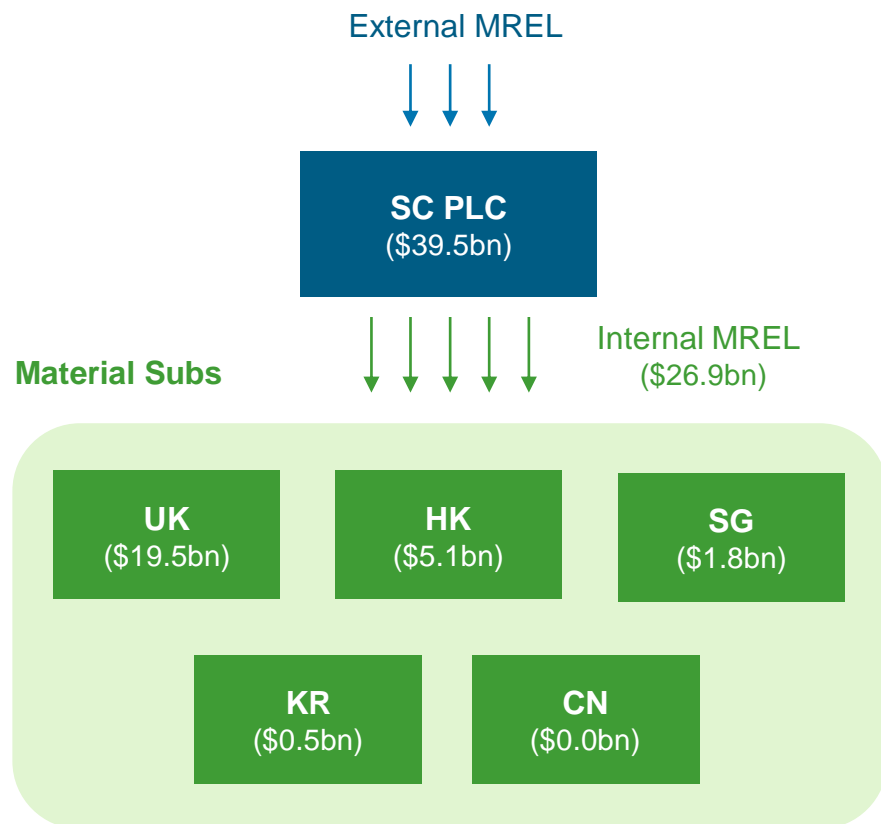 External MREL
SC PLC
($39.5bn)
Internal MREL
($26.9bn)
Material Subs
UK
($19.5bn)
HK
($5.1bn)
SG
($1.8bn)
KR
($0.5bn)
CN
($0.0bn)